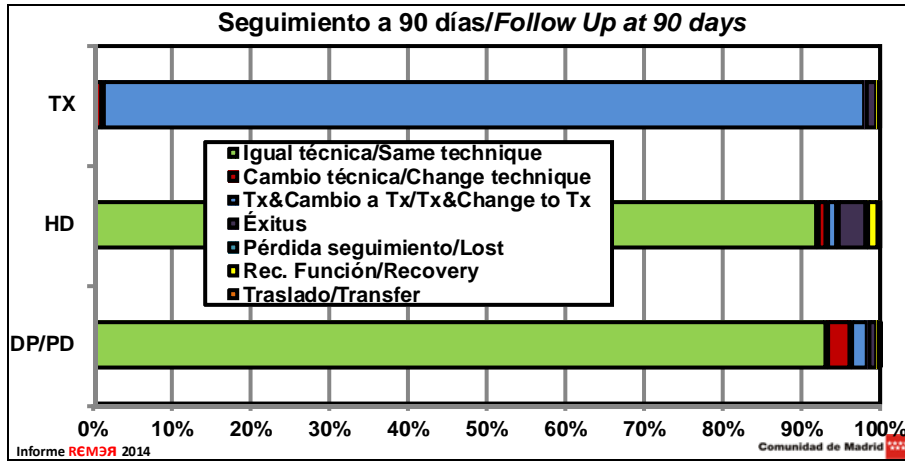 Seguimiento a 90 días/Follow Up at 90 days
TX
Igual técnica/Same technique
Cambio técnica/Change technique
Tx&Cambio a Tx/Tx&Change to Tx
Éxitus
Pérdida seguimiento/Lost
Rec. Función/Recovery
Traslado/Transfer
HD
DP/PD
0% 10% 20% 30% 40% 50% 60% 70% 80% 90% 100%
Informe RЄMƎЯ 2014
Comunidad de Madrid